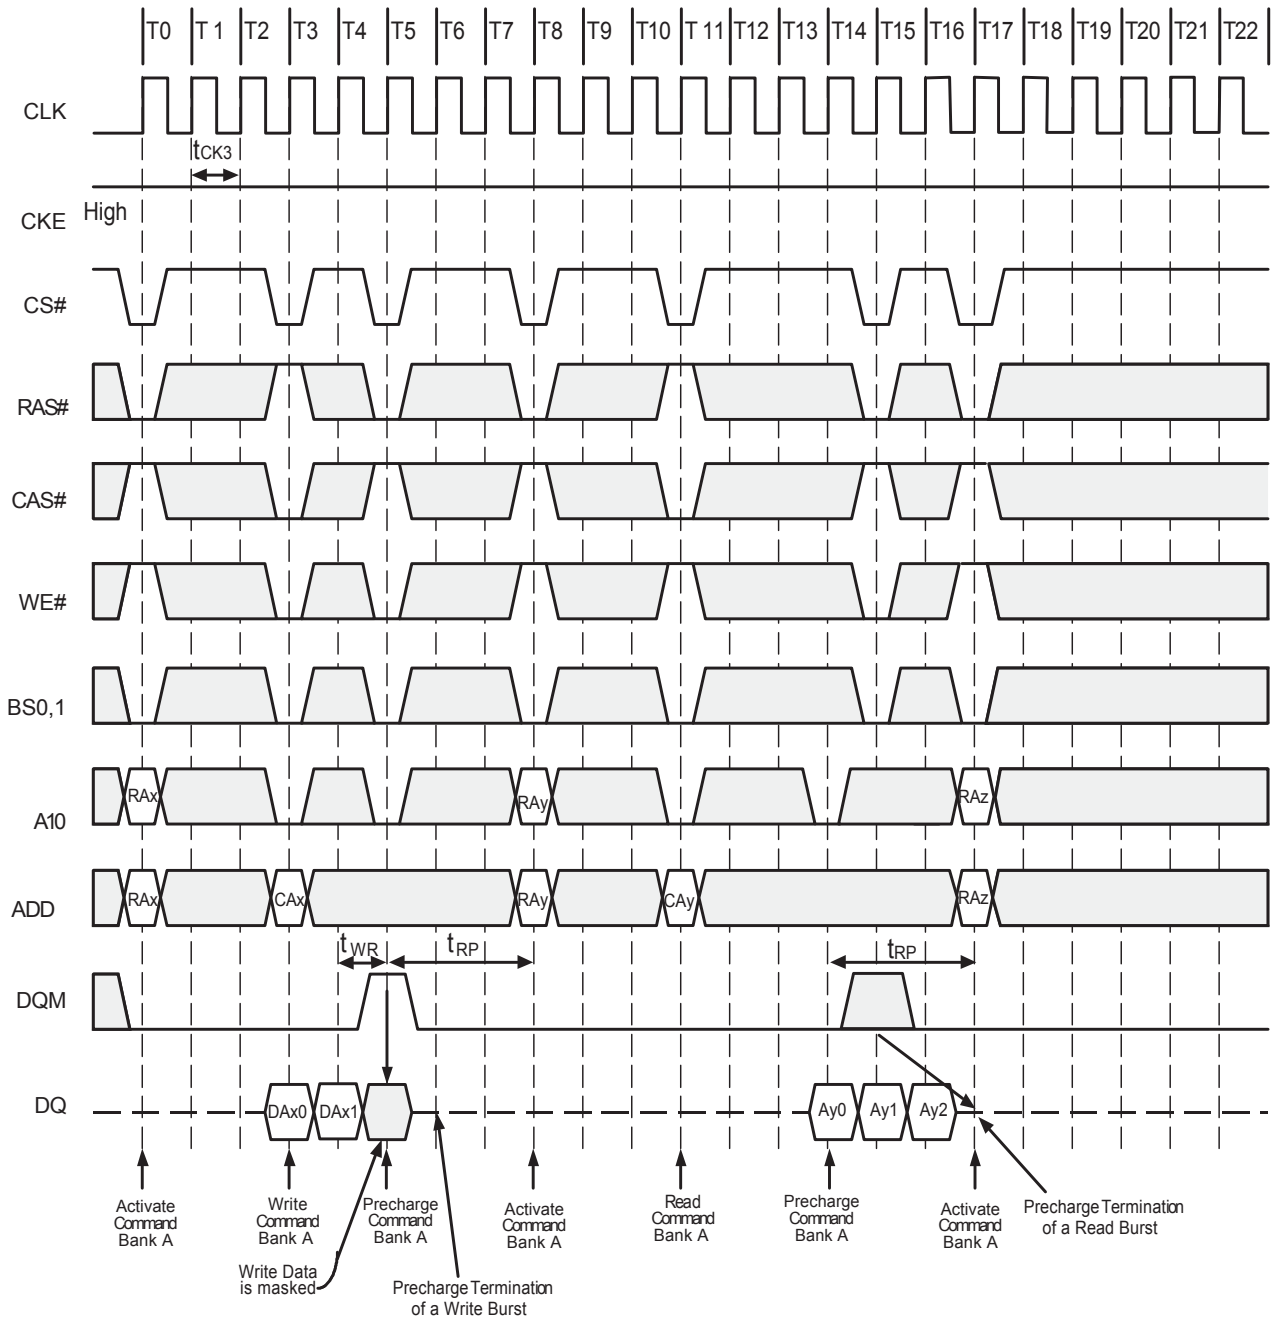 T0 T 1 T2 T3 T4 T5 T6 T7 T8 T9 T10 T 11 T12 T13 T14 T15 T16 T17 T18 T19 T20 T21 T22
CLK
tCK3
High
CKE
CS#
RAS#
CAS#
WE#
BS0,1
RAx RAy RAz
A10
RAx CAx RAy CAy RAz
ADD
tWR tRP tRP
DQM
DQ
DAx0 DAx1 Ay0 Ay1 Ay2
Activate
Command
Bank A
Write
Command
Bank A
Precharge
Command
Bank A
Activate
Command
Bank A
Read
Command
Bank A
Precharge
Command
Bank A
Activate
Command
Bank A
Precharge Termination
of a Read Burst
Write Data
is masked
Precharge Termination
of a Write Burst